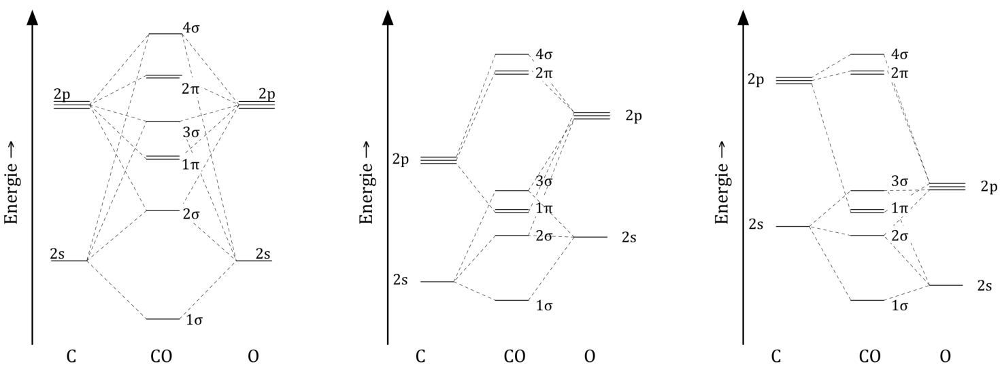 4σ
2π
2p
2p
3σ
1π
2σ
2s
2s
1σ
Energie →
C CO O
4σ
2π
2p
2p
3σ
1π
2σ
2s
2s
1σ
Energie →
C CO O
4σ
2π
2p
3σ
2p
1π
2s
2σ
2s
1σ
Energie →
C CO O